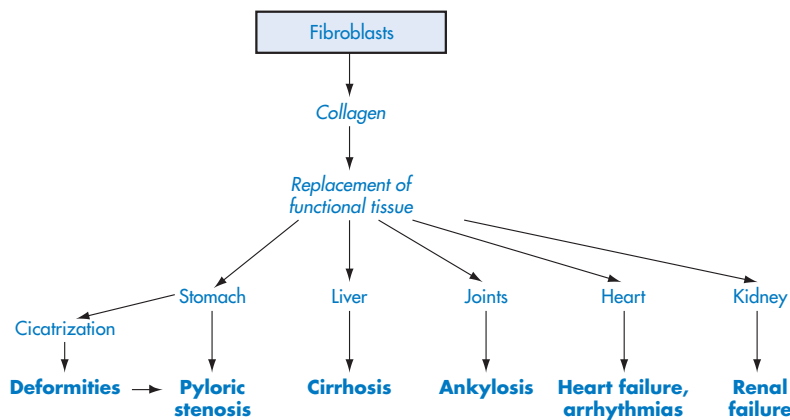 Fibroblasts
Collagen
Replacement of
functional tissue
Stomach
Liver
Joints
Heart
Kidney
Cicatrization
Deformities
Pyloric
stenosis
Cirrhosis
Ankylosis
Heart failure,
arrhythmias
Renal
failure